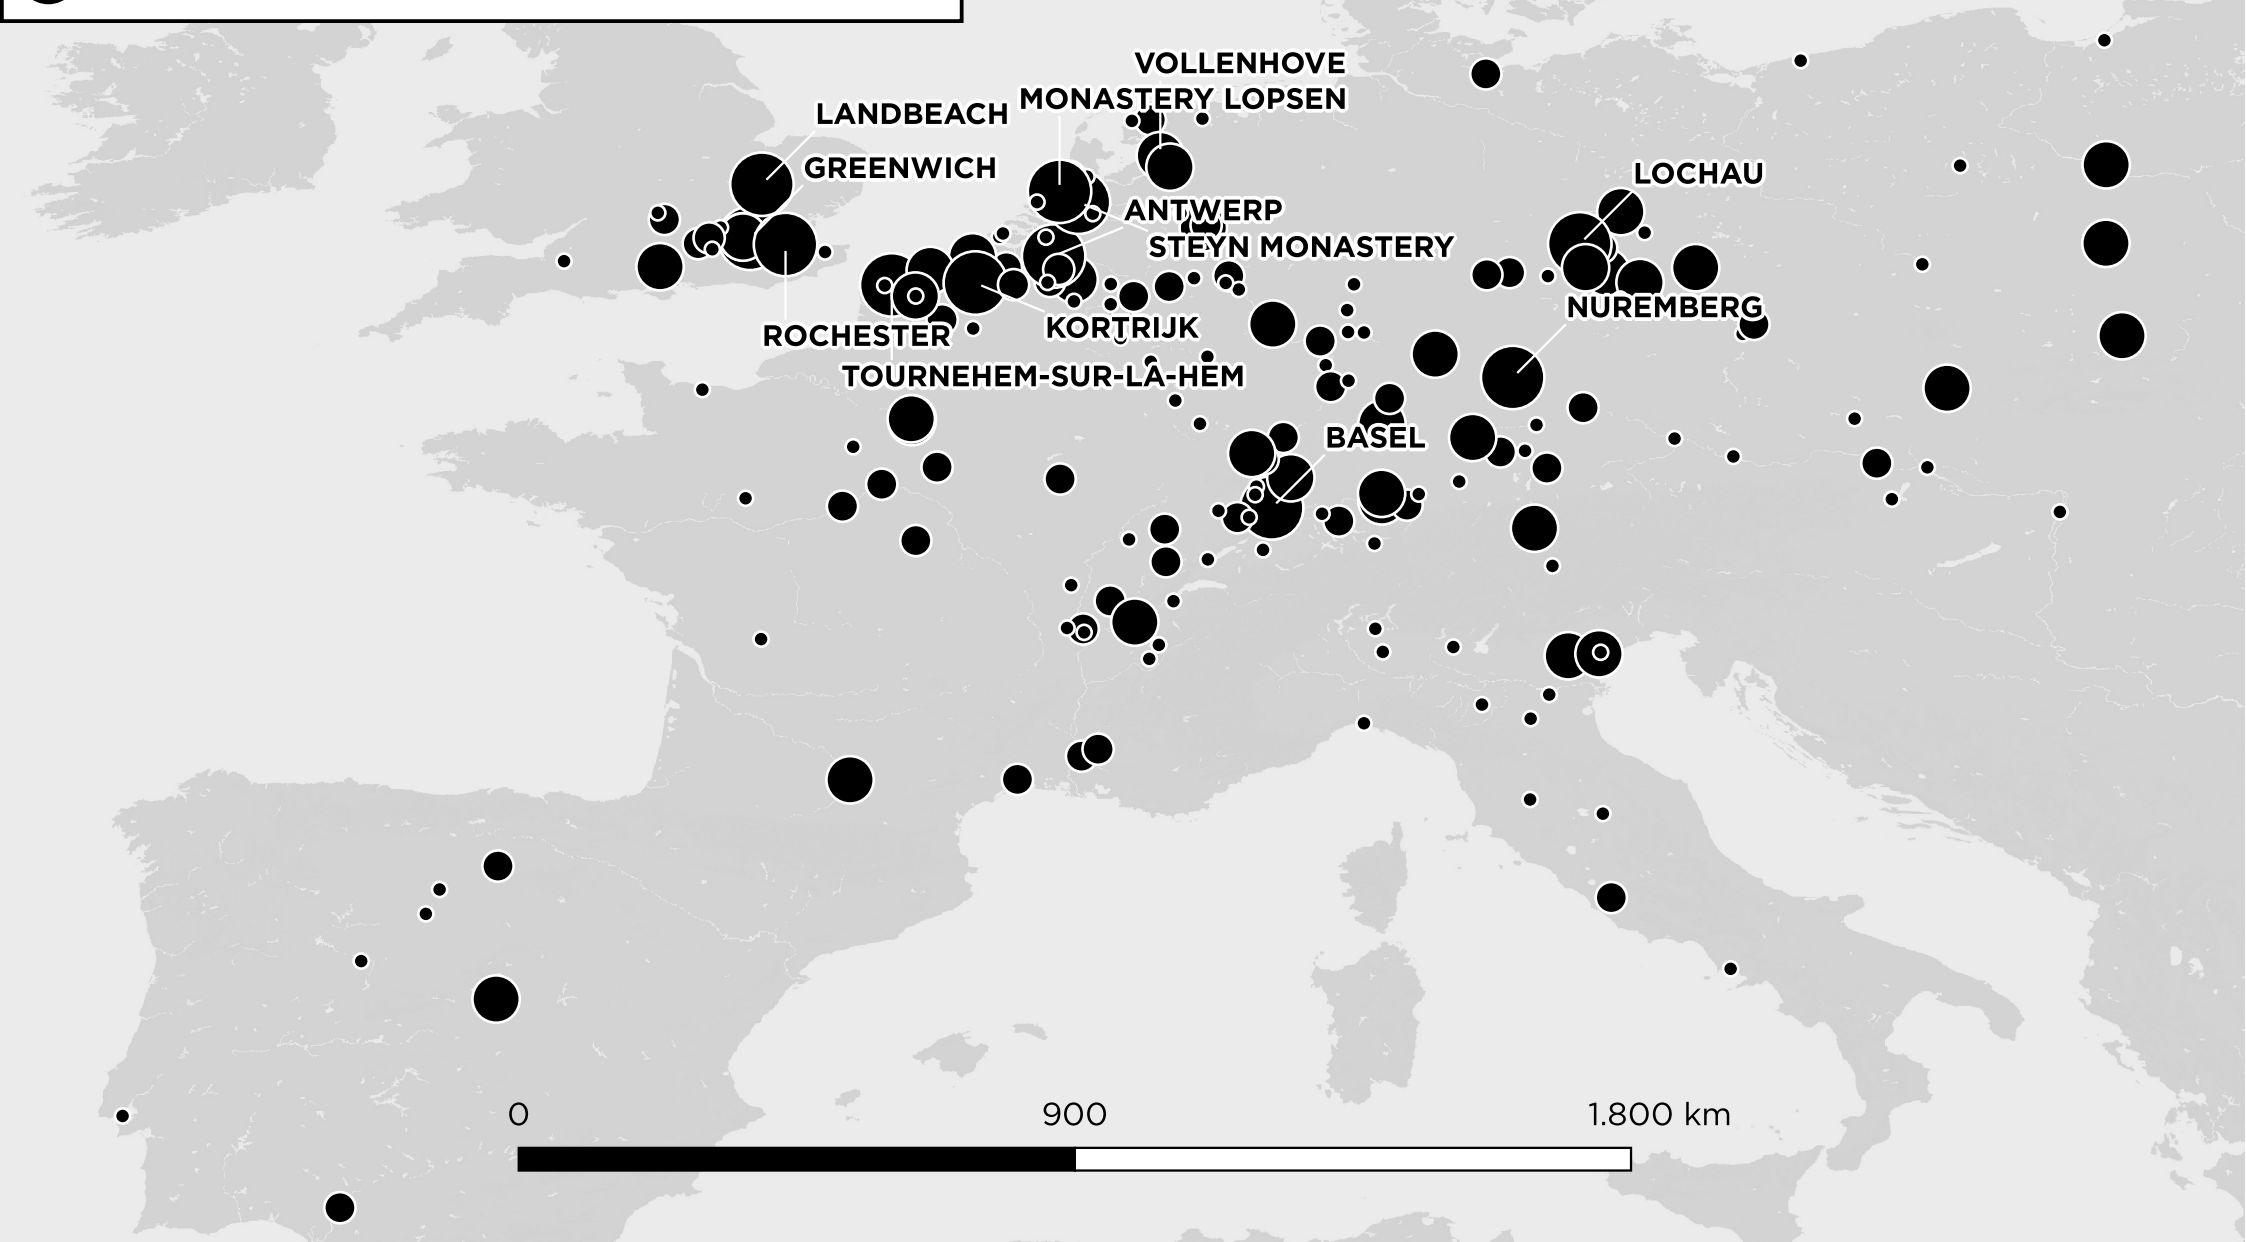 VOLLENHOVE
MONASTERY LOPSEN
LANDBEACH
GREENWICH
LOCHAU
ANTWERP
STEYN MONASTERY
NUREMBERG
ROCHESTER
KORTRIJK
TOURNEHEM-SUR-LA-HEM
BASEL
0 900 1.800 km